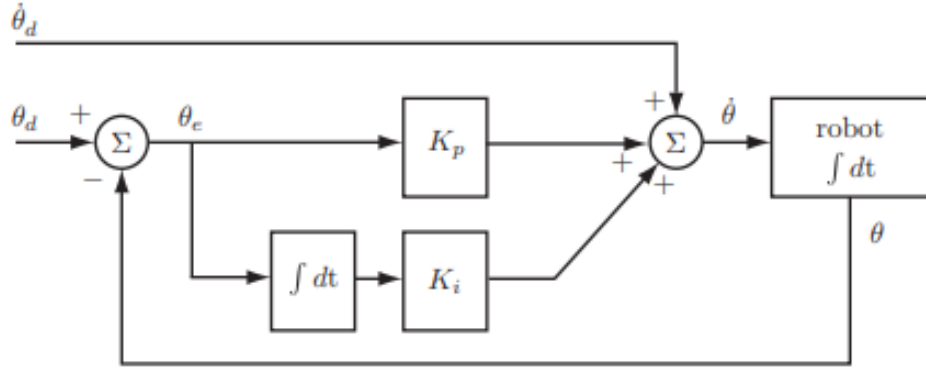 θ̇_d
θ_d
+
−
Σ
θ_e
K_p
∫ dt
K_i
+
+
+
Σ
θ̇
robot
∫ dt
θ